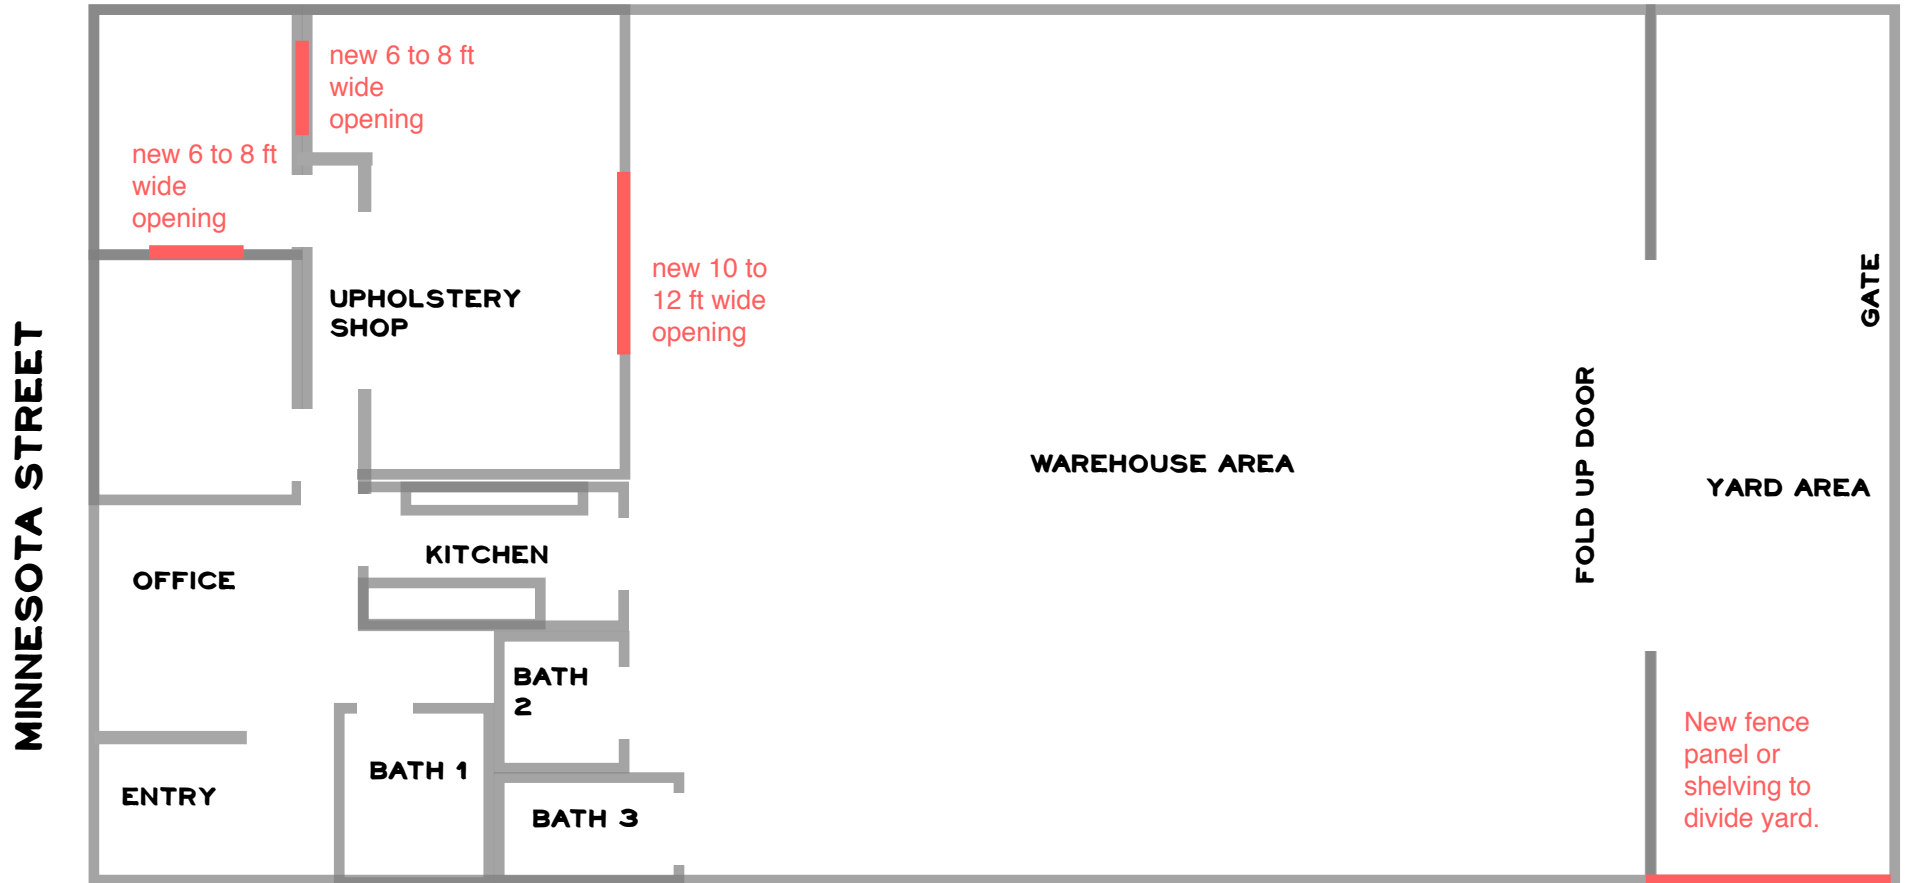 new 6 to 8 ft
wide
opening
new 6 to 8 ft
wide
opening
new 10 to
12 ft wide
opening
UPHOLSTERY
SHOP
MINNESOTA STREET
GATE
FOLD UP DOOR
WAREHOUSE AREA
YARD AREA
KITCHEN
OFFICE
BATH
2
BATH 1
ENTRY
BATH 3
New fence
panel or
shelving to
divide yard.